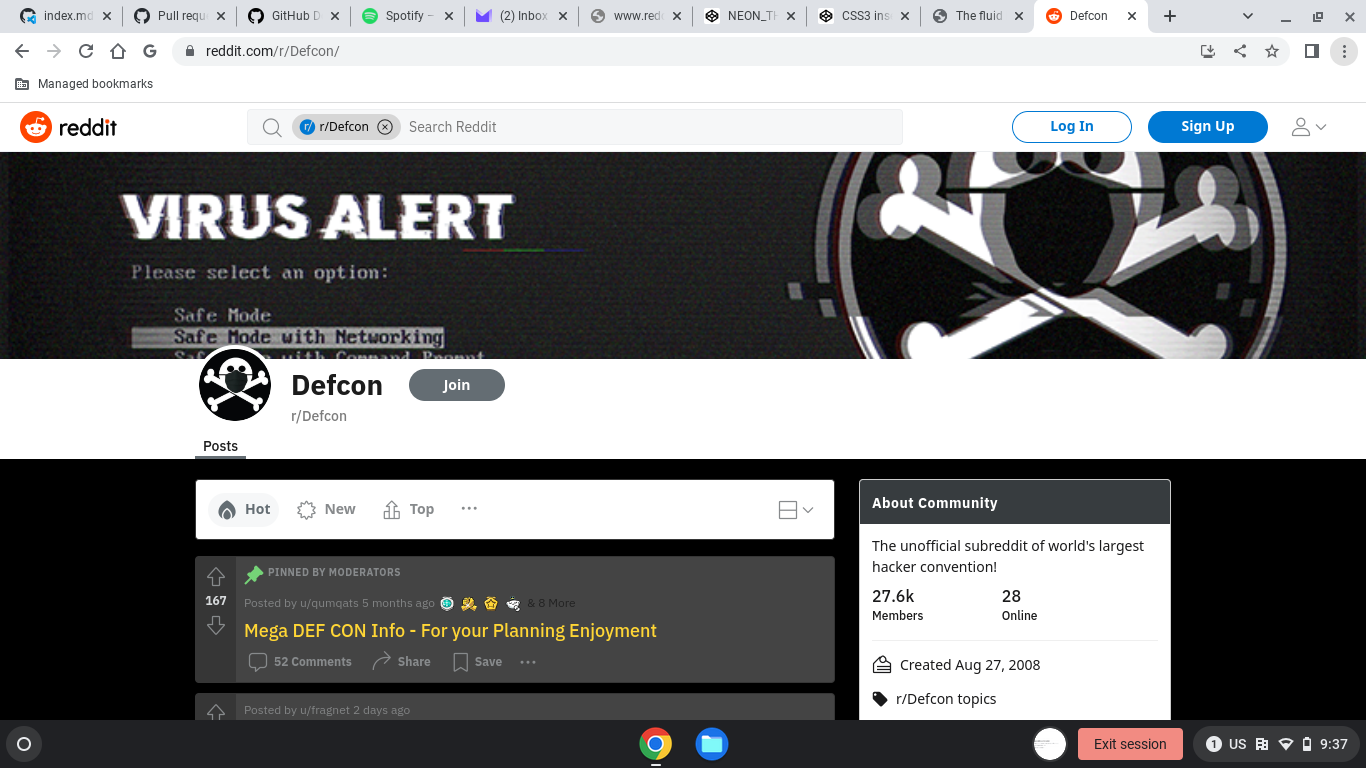 index.md
Pull requ
GitHub D
Spotify –
(2) Inbox
www.red
NEON_TH
CSS3 ins
The fluid
Defcon
reddit.com/r/Defcon/
Managed bookmarks
reddit
r/ r/Defcon
Search Reddit
Log In
Sign Up
VIRUS ALERT
Please select an option:
Safe Mode
Safe Mode with Networking
Safe Mode with Command Prompt
Defcon
Join
r/Defcon
Posts
Hot
New
Top
PINNED BY MODERATORS
167
Posted by u/qumqats 5 months ago
& 8 More
Mega DEF CON Info - For your Planning Enjoyment
52 Comments
Share
Save
Posted by u/fragnet 2 days ago
About Community
The unofficial subreddit of world's largest
hacker convention!
27.6k
28
Members
Online
Created Aug 27, 2008
r/Defcon topics
Exit session
1
US
9:37